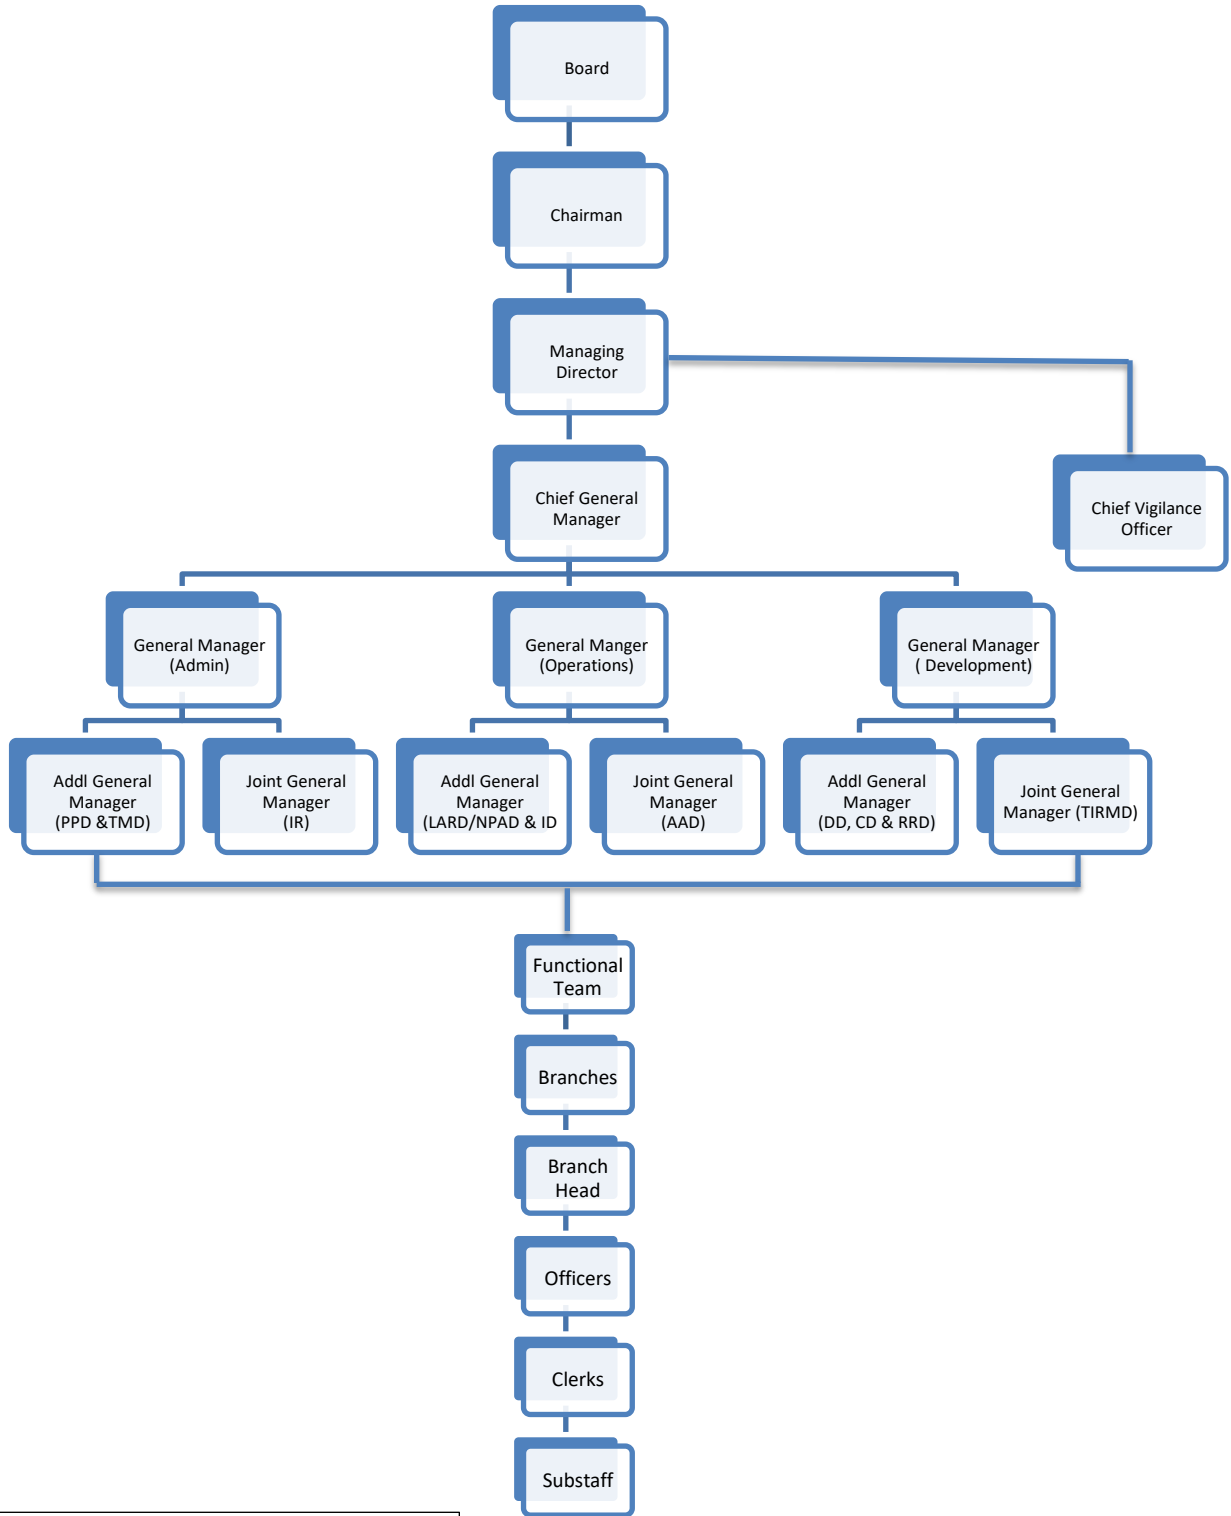 Board
Chairman
Managing
Director
Chief General
Manager
Chief Vigilance
Officer
General Manager
(Admin)
General Manger
(Operations)
General Manager
( Development)
Addl General
Manager
(PPD &TMD)
Joint General
Manager
(IR)
Addl General
Manager
(LARD/NPAD & ID
Joint General
Manager
(AAD)
Addl General
Manager
(DD, CD & RRD)
Joint General
Manager (TIRMD)
Functional
Team
Branches
Branch
Head
Officers
Clerks
Substaff